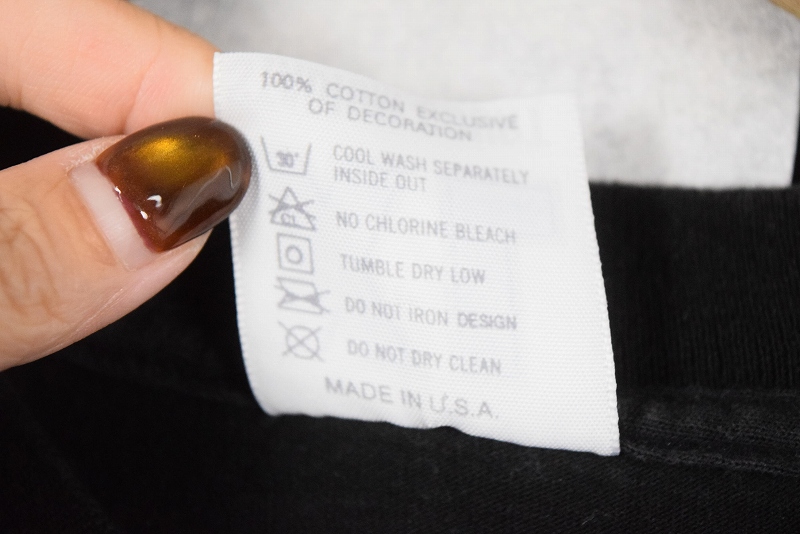 100% COTTON EXCLUSIVE
OF DECORATION
30°
COOL WASH SEPARATELY
INSIDE OUT
CL
NO CHLORINE BLEACH
TUMBLE DRY LOW
DO NOT IRON DESIGN
DO NOT DRY CLEAN
MADE IN U.S.A.